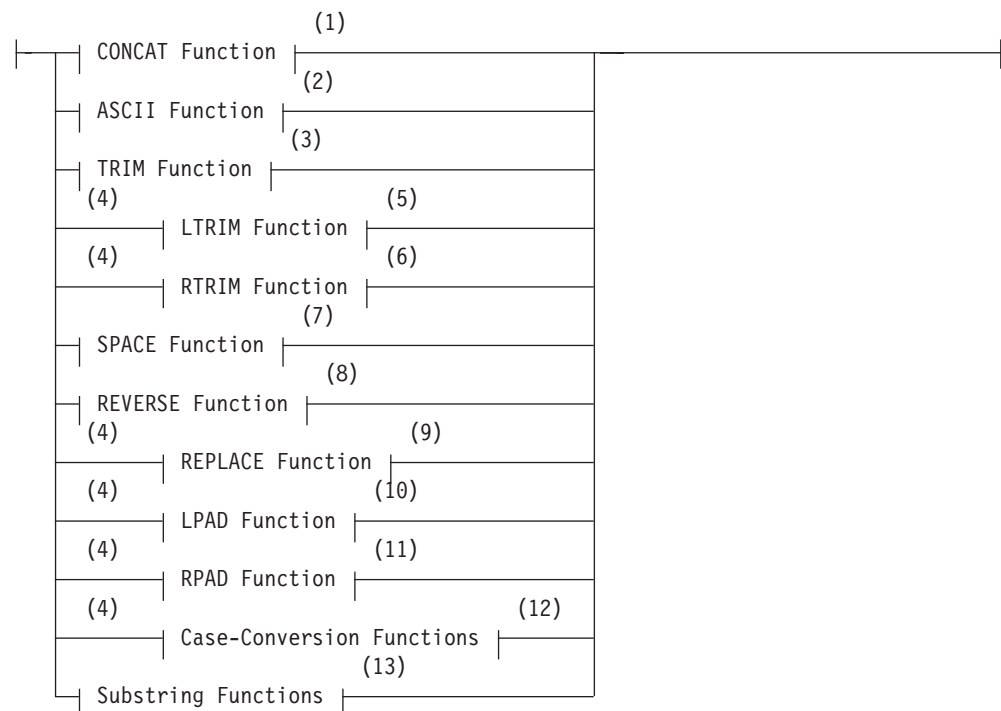 (1)
CONCAT Function
(2)
ASCII Function
(3)
TRIM Function
(4) (5)
LTRIM Function
(4) (6)
RTRIM Function
(7)
SPACE Function
(8)
REVERSE Function
(4) (9)
REPLACE Function
(4) (10)
LPAD Function
(4) (11)
RPAD Function
(4) (12)
Case-Conversion Functions
(13)
Substring Functions